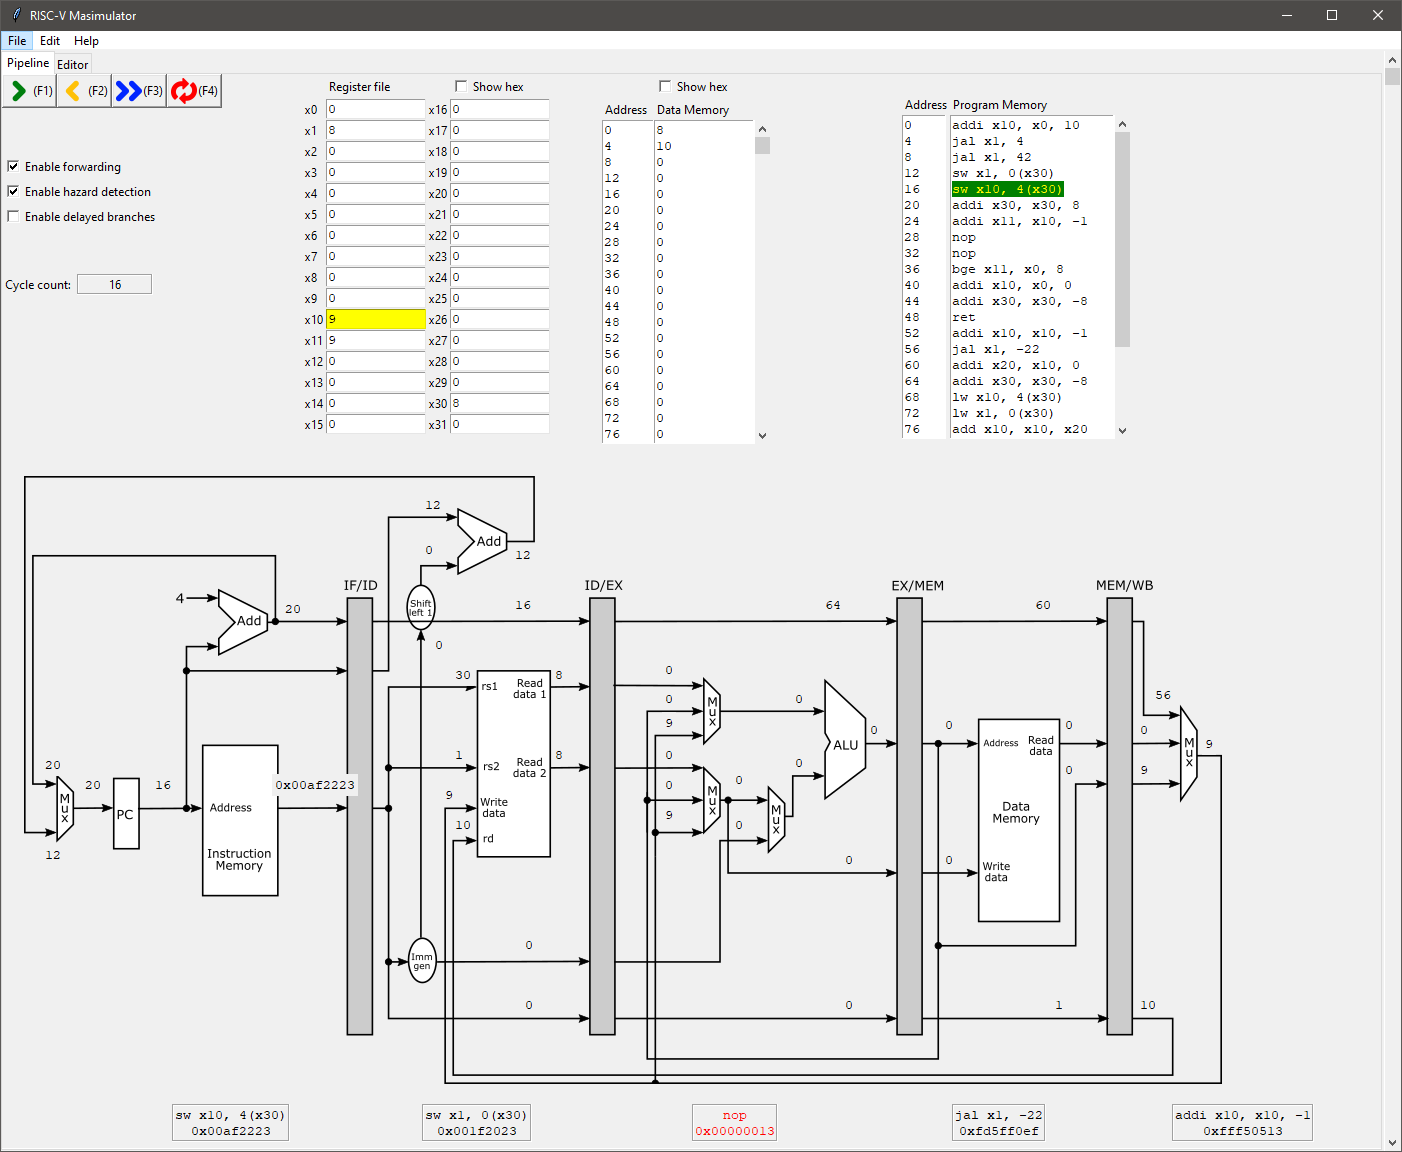 RISC-V Masimulator
File Edit Help
Pipeline Editor
(F1) (F2) (F3) (F4)
Enable forwarding
Enable hazard detection
Enable delayed branches
Cycle count: 16
Register file Show hex
x0 0 x16 0
x1 8 x17 0
x2 0 x18 0
x3 0 x19 0
x4 0 x20 0
x5 0 x21 0
x6 0 x22 0
x7 0 x23 0
x8 0 x24 0
x9 0 x25 0
x10 9 x26 0
x11 9 x27 0
x12 0 x28 0
x13 0 x29 0
x14 0 x30 8
x15 0 x31 0
Show hex
Address Data Memory
0 8
4 10
8 0
12 0
16 0
20 0
24 0
28 0
32 0
36 0
40 0
44 0
48 0
52 0
56 0
60 0
64 0
68 0
72 0
76 0
Address Program Memory
0 addi x10, x0, 10
4 jal x1, 4
8 jal x1, 42
12 sw x1, 0(x30)
16 sw x10, 4(x30)
20 addi x30, x30, 8
24 addi x11, x10, -1
28 nop
32 nop
36 bge x11, x0, 8
40 addi x10, x0, 0
44 addi x30, x30, -8
48 ret
52 addi x10, x10, -1
56 jal x1, -22
60 addi x20, x10, 0
64 addi x30, x30, -8
68 lw x10, 4(x30)
72 lw x1, 0(x30)
76 add x10, x10, x20
12
Add
0
12
IF/ID
ID/EX
EX/MEM
MEM/WB
4
Add
20
Shift
left 1
16
64
60
0
30
rs1
Read
data 1
8
1
rs2
Read
data 2
8
9
Write
data
10
rd
0
0
9
Mux
0
0
0
9
Mux
0
0
Mux
0
ALU
0
0
0
Address
Read
data
0
0
Data
Memory
0
Write
data
56
0
9
Mux
9
20
12
Mux
20
PC
16
Address
0x00af2223
Instruction
Memory
Imm
gen
0
0
0
1
10
sw x10, 4(x30)
0x00af2223
sw x1, 0(x30)
0x001f2023
nop
0x00000013
jal x1, -22
0xfd5ff0ef
addi x10, x10, -1
0xfff50513